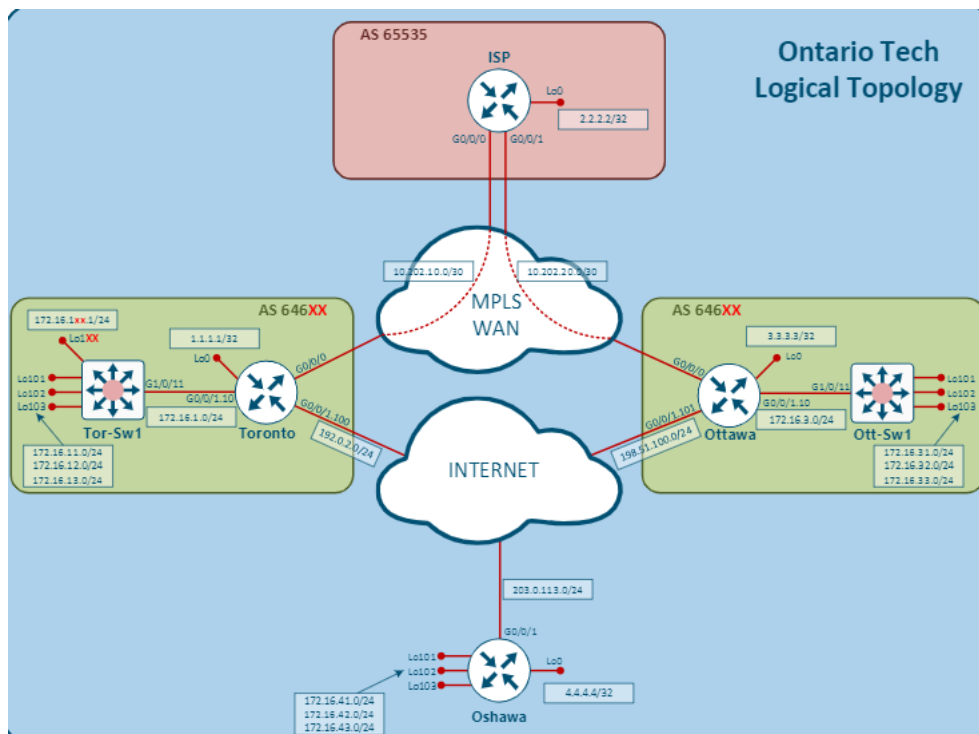 AS 65535
ISP
Ontario Tech
Logical Topology
Lo0
2.2.2.2/32
G0/0/0
G0/0/1
10.202.10.0/30
10.202.20.0/30
MPLS
WAN
AS 646XX
172.16.1xx.1/24
Lo1XX
1.1.1.1/32
Lo0
G0/0/0
Lo101
Lo102
Lo103
G1/0/11
G0/0/1.10
172.16.1.0/24
Tor-Sw1
Toronto
G0/0/1.100
192.0.2.0/24
172.16.11.0/24
172.16.12.0/24
172.16.13.0/24
AS 646XX
3.3.3.3/32
Lo0
G0/0/0
G1/0/11
G0/0/1.10
172.16.3.0/24
Lo101
Lo102
Lo103
G0/0/1.101
198.51.100.0/24
Ottawa
Ott-Sw1
172.16.31.0/24
172.16.32.0/24
172.16.33.0/24
INTERNET
203.0.113.0/24
G0/0/1
Lo101
Lo102
Lo103
Lo0
4.4.4.4/32
172.16.41.0/24
172.16.42.0/24
172.16.43.0/24
Oshawa